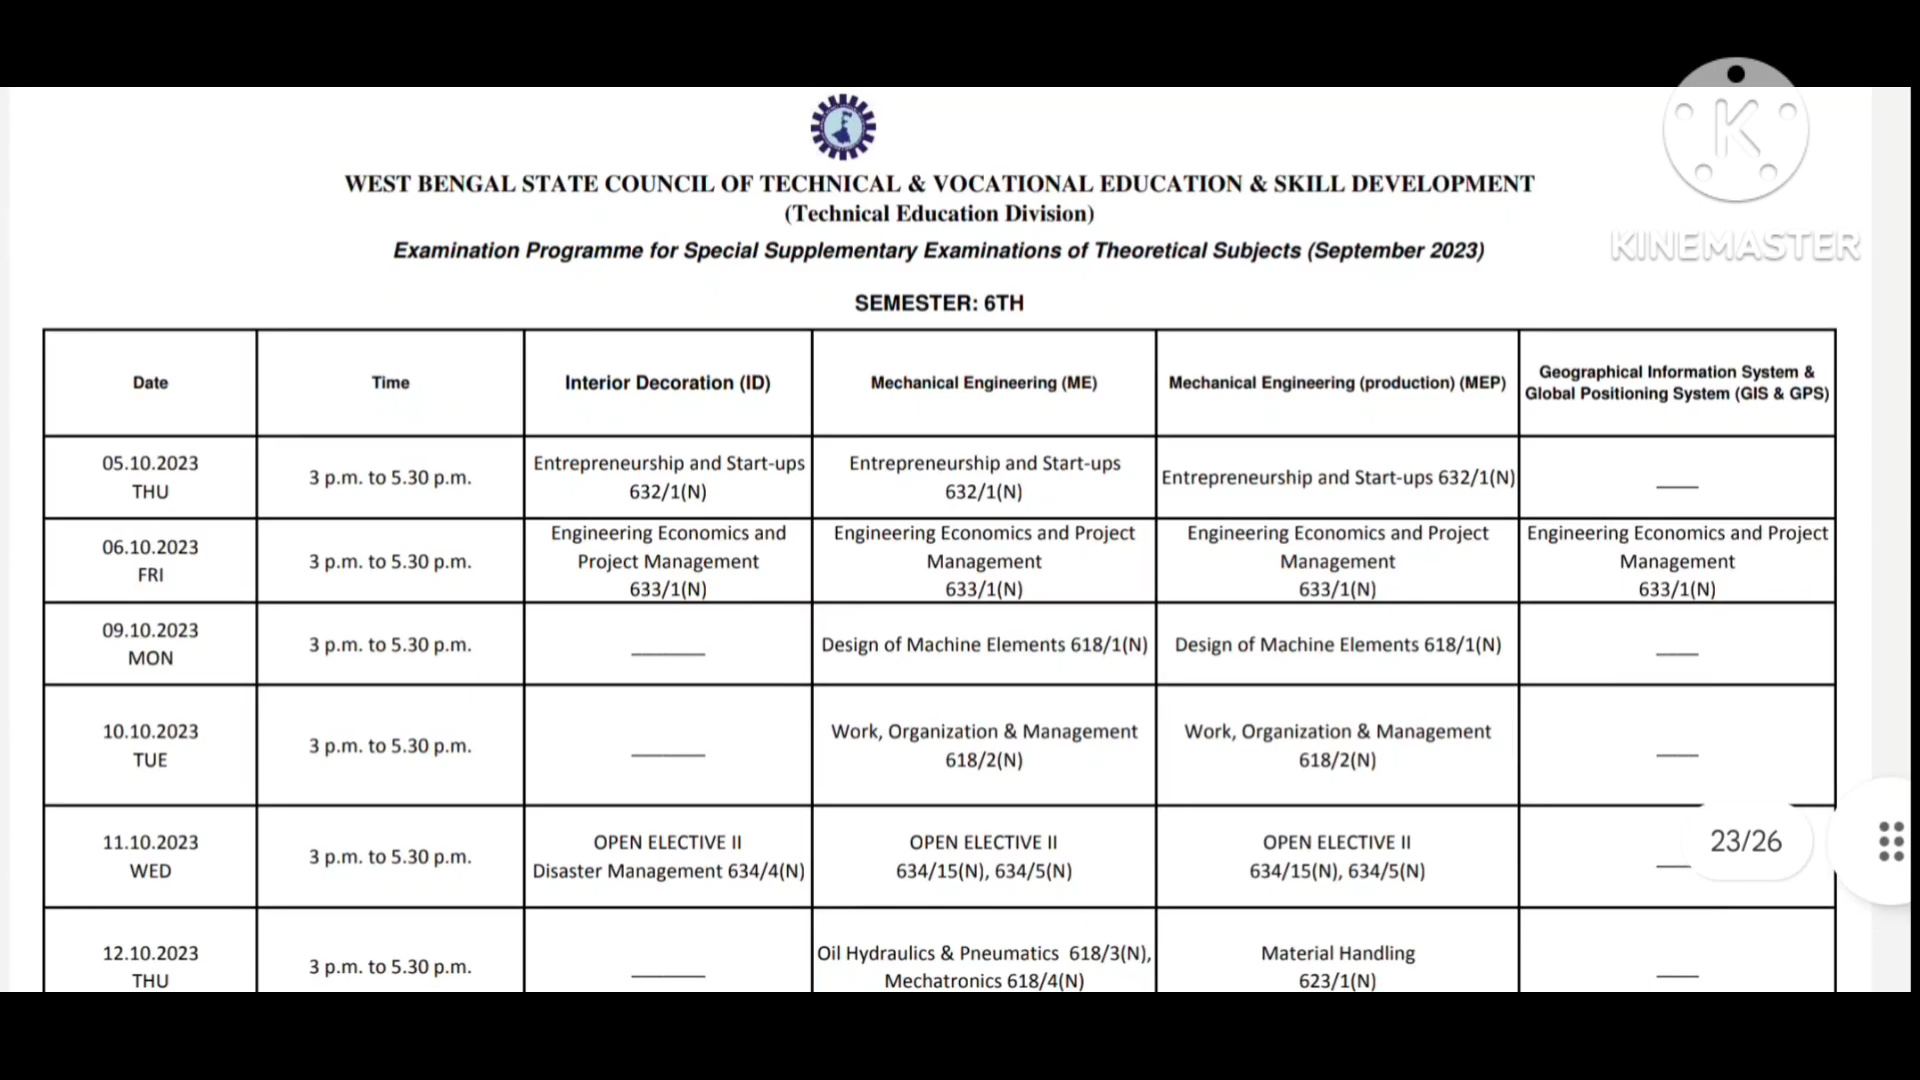 K
KINEMASTER
WEST BENGAL STATE COUNCIL OF TECHNICAL & VOCATIONAL EDUCATION & SKILL DEVELOPMENT
(Technical Education Division)
Examination Programme for Special Supplementary Examinations of Theoretical Subjects (September 2023)
SEMESTER: 6TH
Date
Time
Interior Decoration (ID)
Mechanical Engineering (ME)
Mechanical Engineering (production) (MEP)
Geographical Information System &
Global Positioning System (GIS & GPS)
05.10.2023
THU
3 p.m. to 5.30 p.m.
Entrepreneurship and Start-ups
632/1(N)
Entrepreneurship and Start-ups
632/1(N)
Entrepreneurship and Start-ups 632/1(N)
06.10.2023
FRI
3 p.m. to 5.30 p.m.
Engineering Economics and
Project Management
633/1(N)
Engineering Economics and Project
Management
633/1(N)
Engineering Economics and Project
Management
633/1(N)
Engineering Economics and Project
Management
633/1(N)
09.10.2023
MON
3 p.m. to 5.30 p.m.
Design of Machine Elements 618/1(N)
Design of Machine Elements 618/1(N)
10.10.2023
TUE
3 p.m. to 5.30 p.m.
Work, Organization & Management
618/2(N)
Work, Organization & Management
618/2(N)
11.10.2023
WED
3 p.m. to 5.30 p.m.
OPEN ELECTIVE II
Disaster Management 634/4(N)
OPEN ELECTIVE II
634/15(N), 634/5(N)
OPEN ELECTIVE II
634/15(N), 634/5(N)
23/26
12.10.2023
THU
3 p.m. to 5.30 p.m.
Oil Hydraulics & Pneumatics 618/3(N),
Mechatronics 618/4(N)
Material Handling
623/1(N)